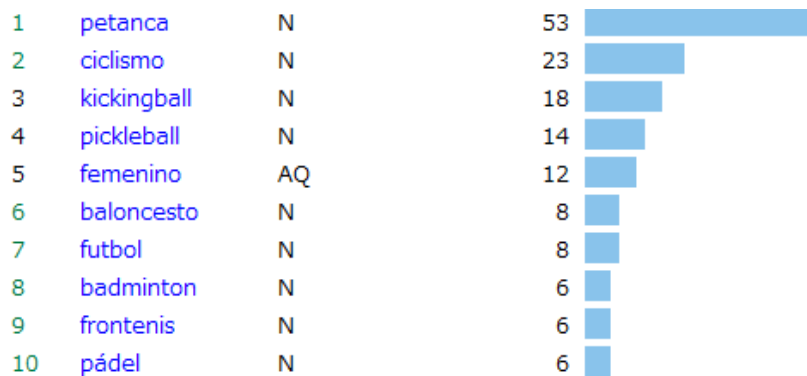 1 petanca N 53
2 ciclismo N 23
3 kickingball N 18
4 pickleball N 14
5 femenino AQ 12
6 baloncesto N 8
7 futbol N 8
8 badminton N 6
9 frontenis N 6
10 pádel N 6